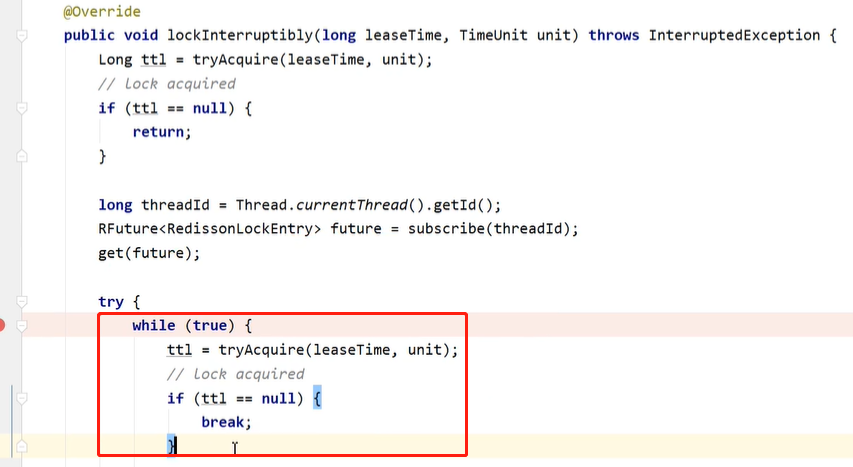 @Override
public void lockInterruptibly(long leaseTime, TimeUnit unit) throws InterruptedException {
Long ttl = tryAcquire(leaseTime, unit);
// lock acquired
if (ttl == null) {
return;
}
long threadId = Thread.currentThread().getId();
RFuture<RedissonLockEntry> future = subscribe(threadId);
get(future);
try {
while (true) {
ttl = tryAcquire(leaseTime, unit);
// lock acquired
if (ttl == null) {
break;
}